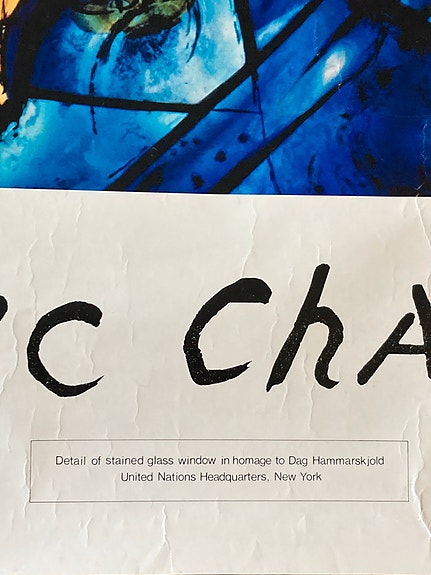 c ChA
Detail of stained glass window in homage to Dag Hammarskjold
United Nations Headquarters, New York